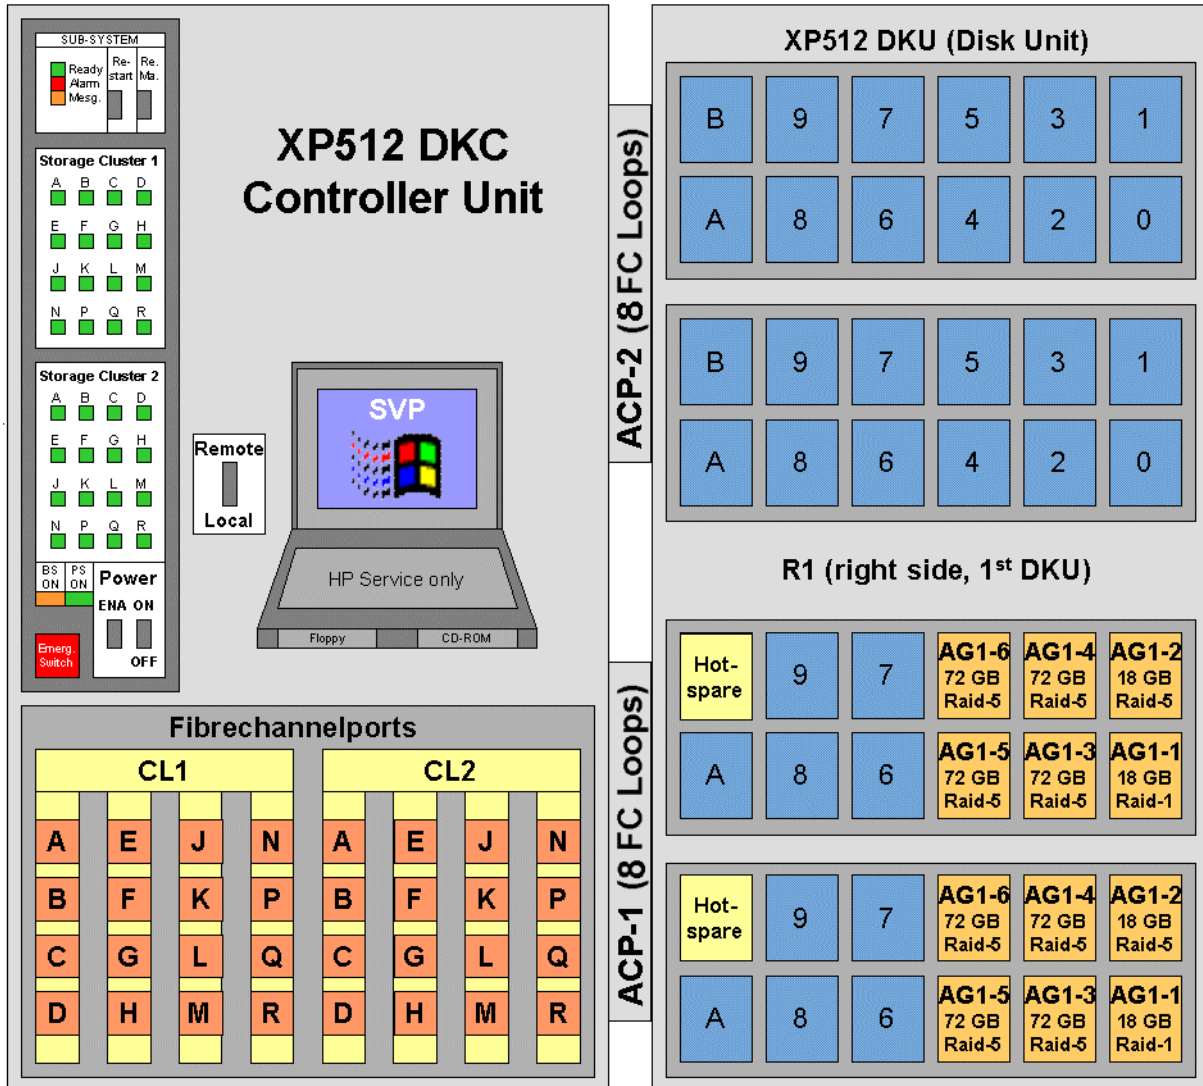 SUB-SYSTEM
Ready
Alarm
Mesg.
Re-
start
Re.
Ma.
Storage Cluster 1
A B C D
E F G H
J K L M
N P Q R
Storage Cluster 2
A B C D
E F G H
J K L M
N P Q R
BS
ON
PS
ON
Power
ENA ON
OFF
Emerg.
Switch
XP512 DKC
Controller Unit
Remote
Local
SVP
HP Service only
Floppy
CD-ROM
Fibrechannelports
CL1 CL2
A E J N A E J N
B F K P B F K P
C G L Q C G L Q
D H M R D H M R
ACP-2 (8 FC Loops)
ACP-1 (8 FC Loops)
XP512 DKU (Disk Unit)
B 9 7 5 3 1
A 8 6 4 2 0
B 9 7 5 3 1
A 8 6 4 2 0
R1 (right side, 1st DKU)
Hot-
spare
9 7
AG1-6
72 GB
Raid-5
AG1-4
72 GB
Raid-5
AG1-2
18 GB
Raid-5
A 8 6
AG1-5
72 GB
Raid-5
AG1-3
72 GB
Raid-5
AG1-1
18 GB
Raid-1
Hot-
spare
9 7
AG1-6
72 GB
Raid-5
AG1-4
72 GB
Raid-5
AG1-2
18 GB
Raid-5
A 8 6
AG1-5
72 GB
Raid-5
AG1-3
72 GB
Raid-5
AG1-1
18 GB
Raid-1